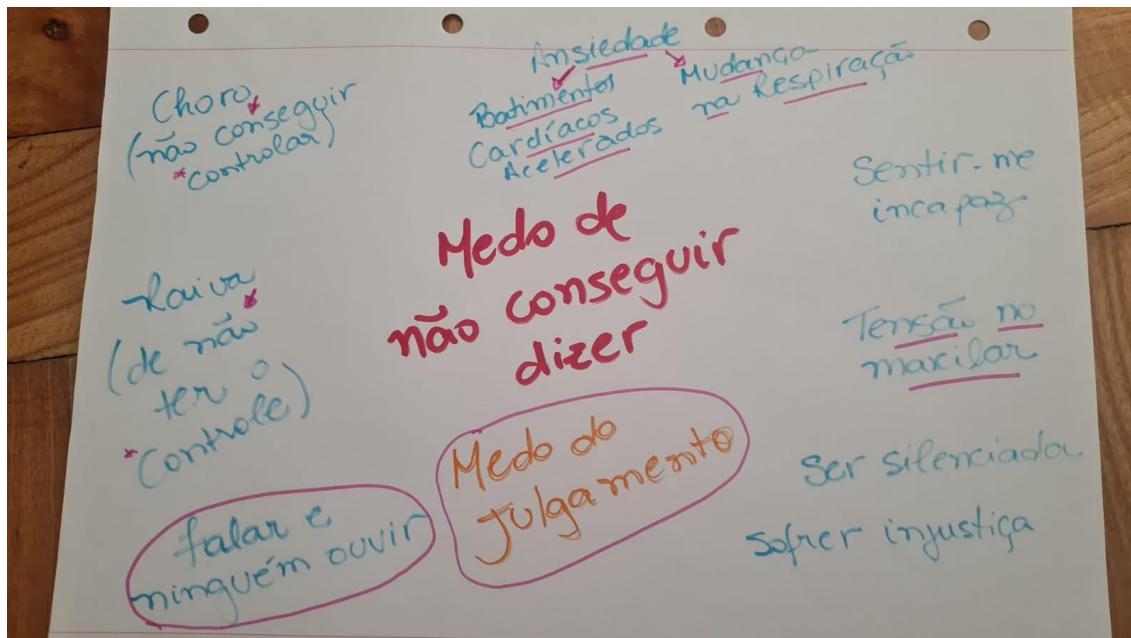 Ansiedade
Batimentos
Cardíacos
Acelerados
Mudança
na Respiração
Choro
(não conseguir
*controlar)
Sentir-me
incapaz
Medo de
não conseguir
dizer
Raiva
(de não
ter o
*Controle)
Tensão no
maxilar
Medo do
julgamento
Ser silenciada
Sofrer injustiça
falar e
ninguém ouvir